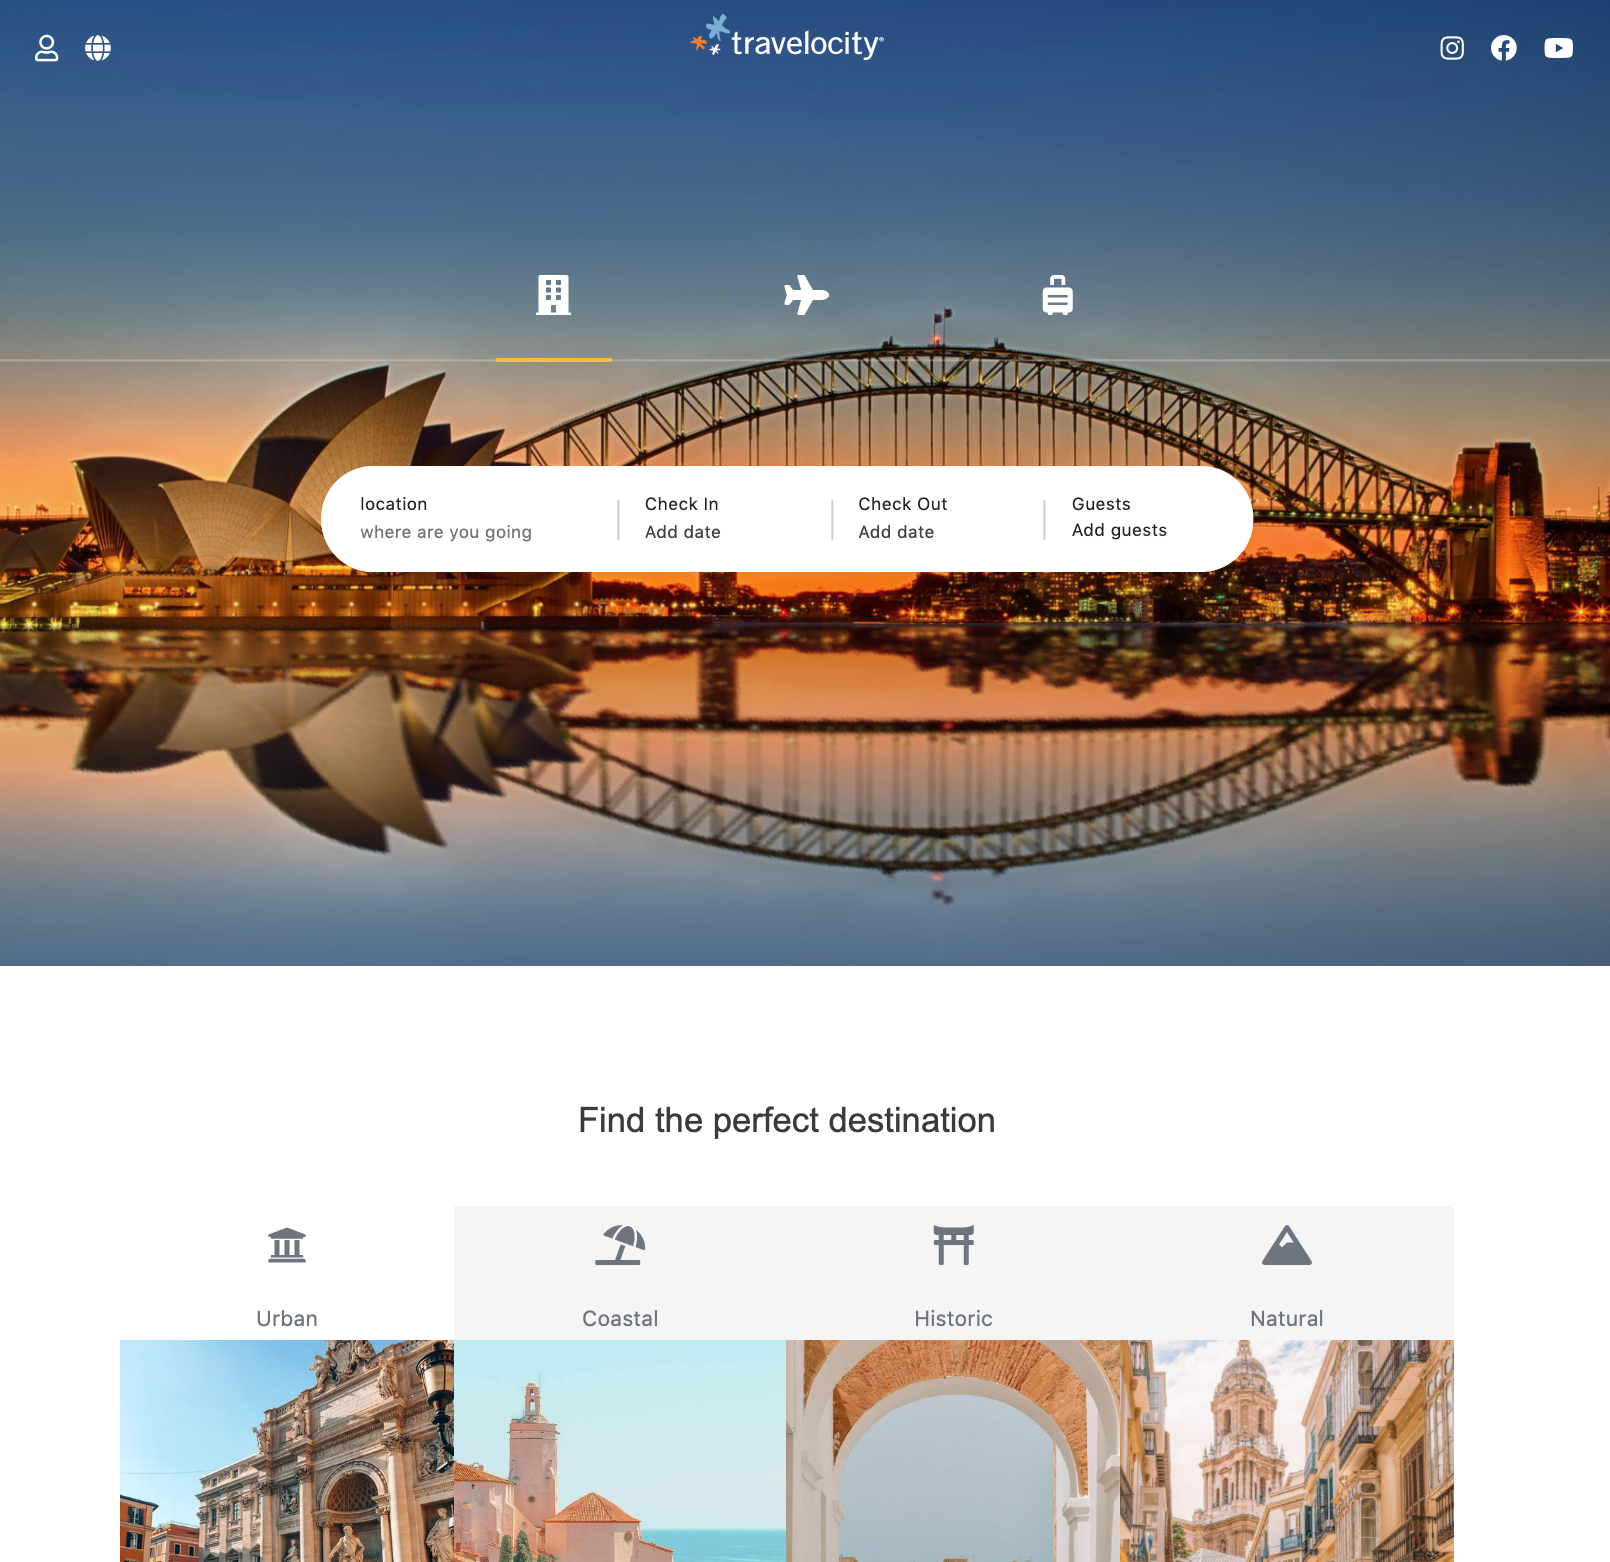 travelocity®
location
where are you going
Check In
Add date
Check Out
Add date
Guests
Add guests
Find the perfect destination
Urban
Coastal
Historic
Natural